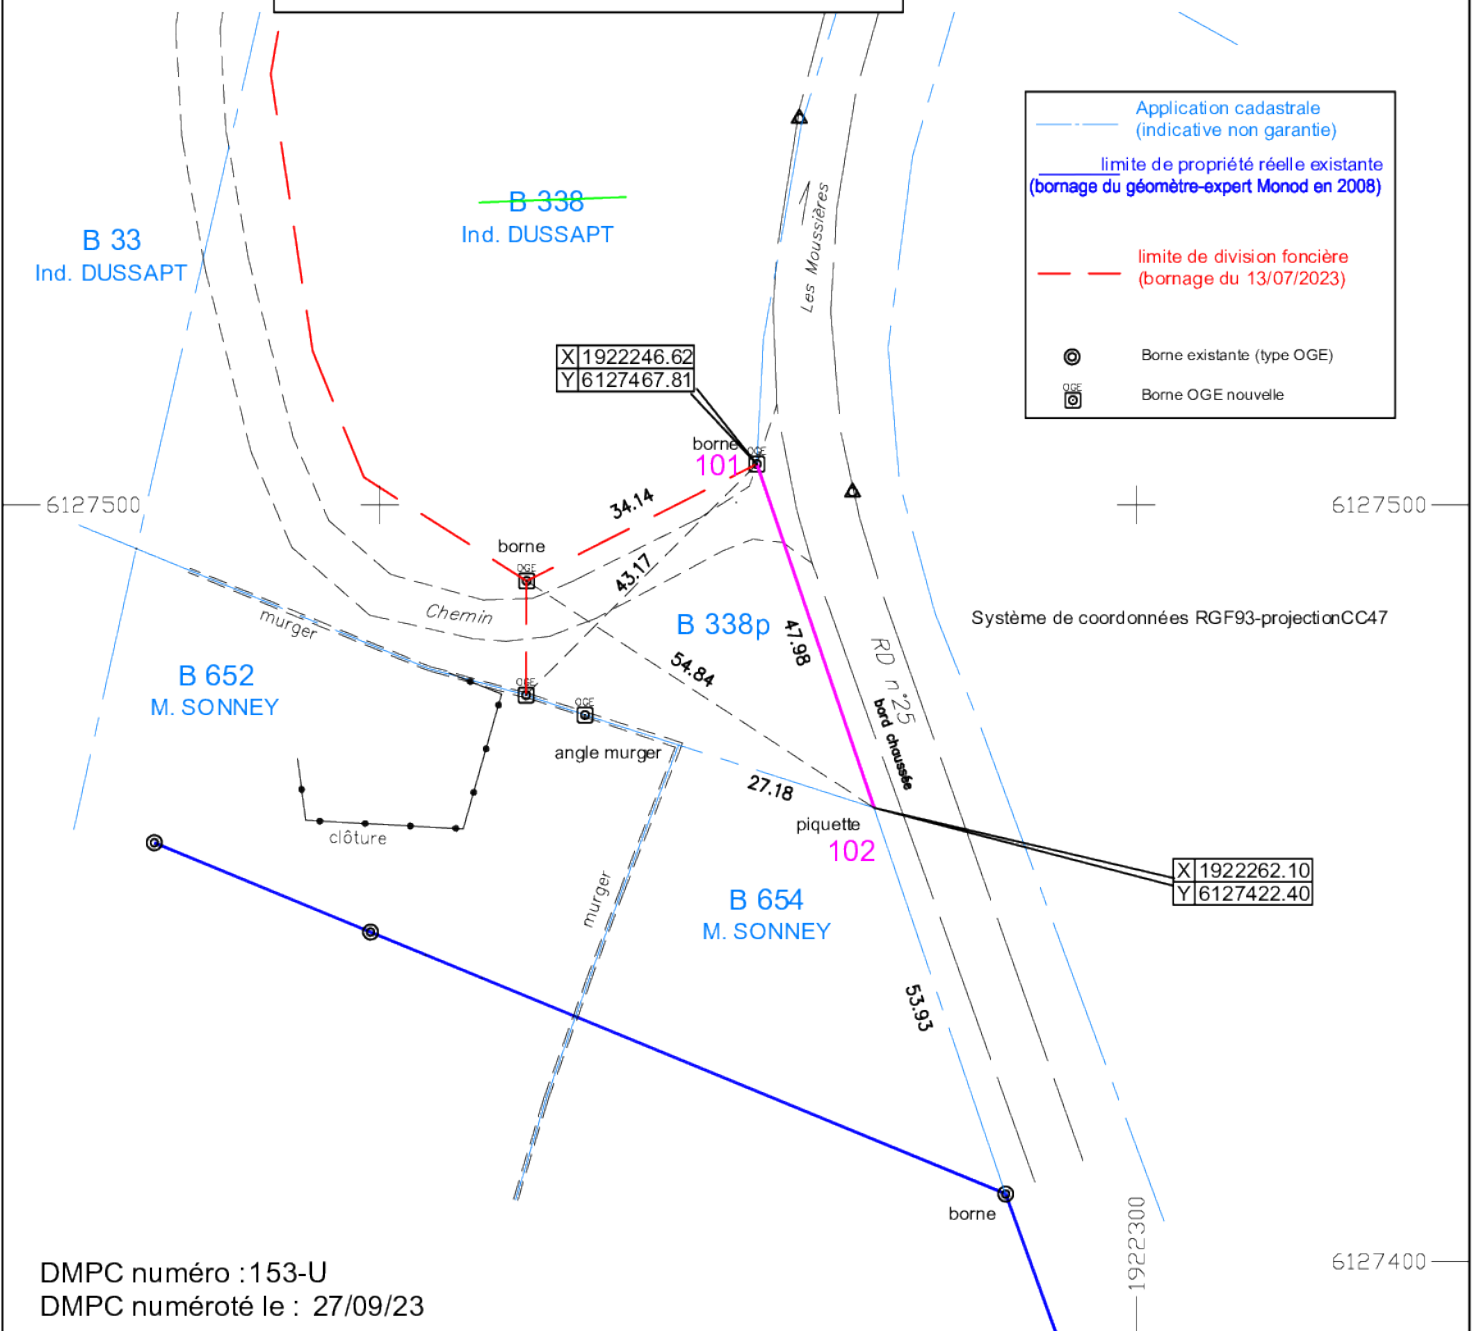 Application cadastrale
(indicative non garantie)
limite de propriété réelle existante
(bornage du géomètre-expert Monod en 2008)
limite de division foncière
(bornage du 13/07/2023)
Borne existante (type OGE)
OGE
Borne OGE nouvelle
B 338
Ind. DUSSAPT
B 33
Ind. DUSSAPT
Les Moussières
X 1922246.62
Y 6127467.81
borne
OGE
101
6127500
6127500
34.14
borne
OGE
43.17
Chemin
murger
B 338p
47.98
Système de coordonnées RGF93-projectionCC47
RD n°25
bord chaussée
54.84
B 652
M. SONNEY
OGE
OGE
angle murger
27.18
clôture
piquette
102
X 1922262.10
Y 6127422.40
murger
B 654
M. SONNEY
53.93
borne
1922300
6127400
DMPC numéro : 153-U
DMPC numéroté le : 27/09/23